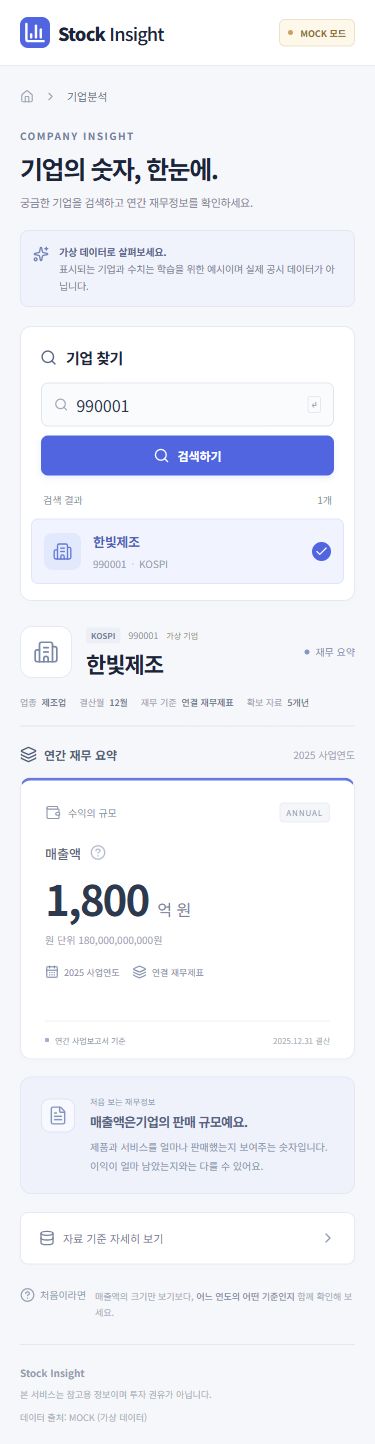 Stock Insight
MOCK 모드
기업분석
COMPANY INSIGHT
기업의 숫자, 한눈에.
궁금한 기업을 검색하고 연간 재무정보를 확인하세요.
가상 데이터로 살펴보세요.
표시되는 기업과 수치는 학습을 위한 예시이며 실제 공시 데이터가 아
닙니다.
기업 찾기
990001
검색하기
검색 결과
1개
한빛제조
990001 · KOSPI
KOSPI 990001 가상 기업
한빛제조
재무 요약
업종 제조업 결산월 12월 재무 기준 연결 재무제표 확보 자료 5개년
연간 재무 요약
2025 사업연도
수익의 규모
ANNUAL
매출액
1,800 억 원
원 단위 180,000,000,000원
2025 사업연도 연결 재무제표
연간 사업보고서 기준
2025.12.31 결산
처음 보는 재무정보
매출액은기업의 판매 규모예요.
제품과 서비스를 얼마나 판매했는지 보여주는 숫자입니다.
이익이 얼마 남았는지와는 다를 수 있어요.
자료 기준 자세히 보기
처음이라면
매출액의 크기만 보기보다, 어느 연도의 어떤 기준인지 함께 확인해 보
세요.
Stock Insight
본 서비스는 참고용 정보이며 투자 권유가 아닙니다.
데이터 출처: MOCK (가상 데이터)